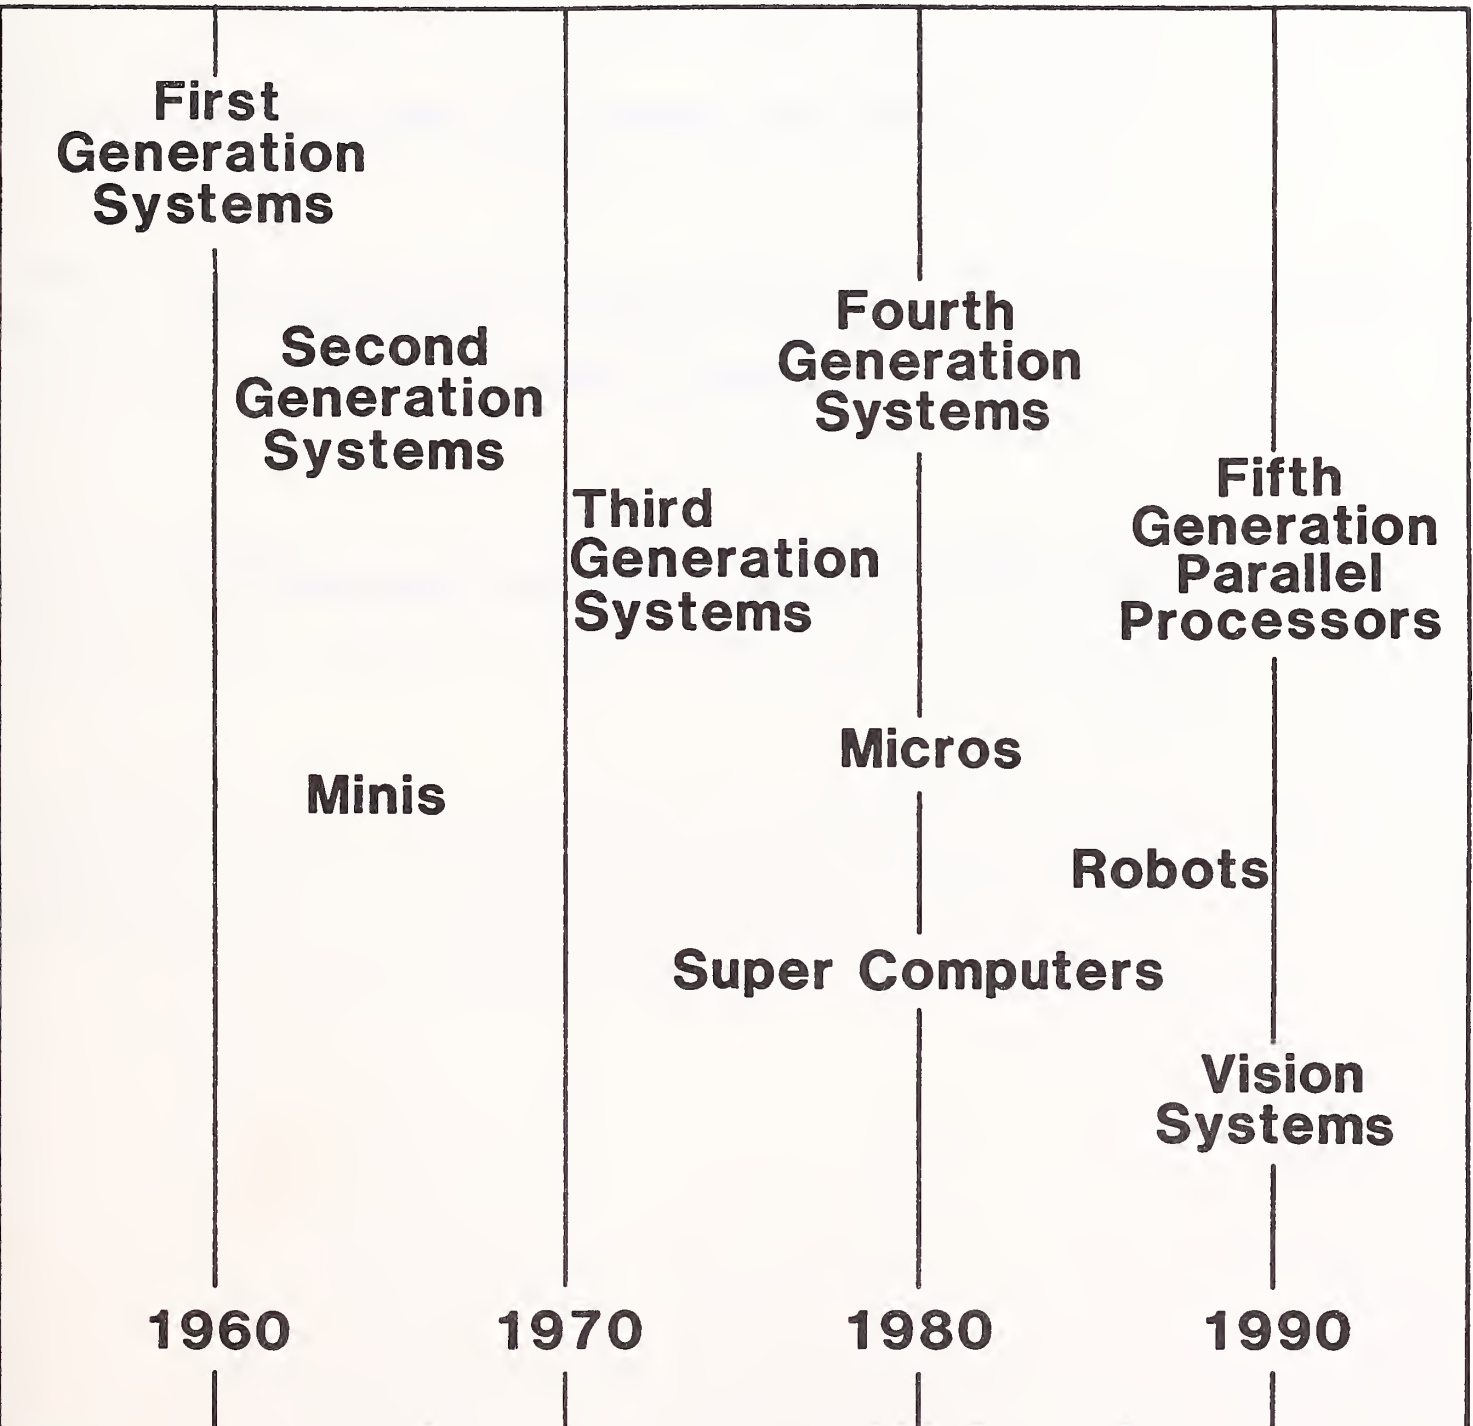 First
Generation
Systems
Second
Generation
Systems
Third
Generation
Systems
Fourth
Generation
Systems
Fifth
Generation
Parallel
Processors
Minis
Micros
Robots
Super Computers
Vision
Systems
1960 1970 1980 1990